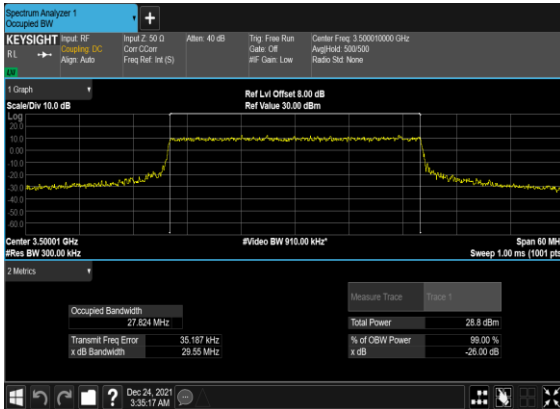 Spectrum Analyzer 1
Occupied BW
KEYSIGHT Input: RF
RL
Coupling: DC
Align: Auto
Input Z: 50 Ω
Corr CCorr
Freq Ref: Int (S)
Atten: 40 dB
Trig: Free Run
Gate: Off
#IF Gain: Low
Center Freq: 3.500010000 GHz
Avg|Hold: 500/500
Radio Std: None
1 Graph
Scale/Div 10.0 dB
Ref Lvl Offset 8.00 dB
Ref Value 30.00 dBm
Log
20.0
10.0
0.00
-10.0
-20.0
-30.0
-40.0
-50.0
-60.0
Center 3.50001 GHz
#Res BW 300.00 kHz
#Video BW 910.00 kHz*
Span 60 MH
Sweep 1.00 ms (1001 pts
2 Metrics
Measure Trace Trace 1
Occupied Bandwidth
27.824 MHz
Total Power 28.8 dBm
Transmit Freq Error 35.187 kHz
% of OBW Power 99.00 %
x dB Bandwidth 29.55 MHz
x dB -26.00 dB
Dec 24, 2021
3:35:17 AM